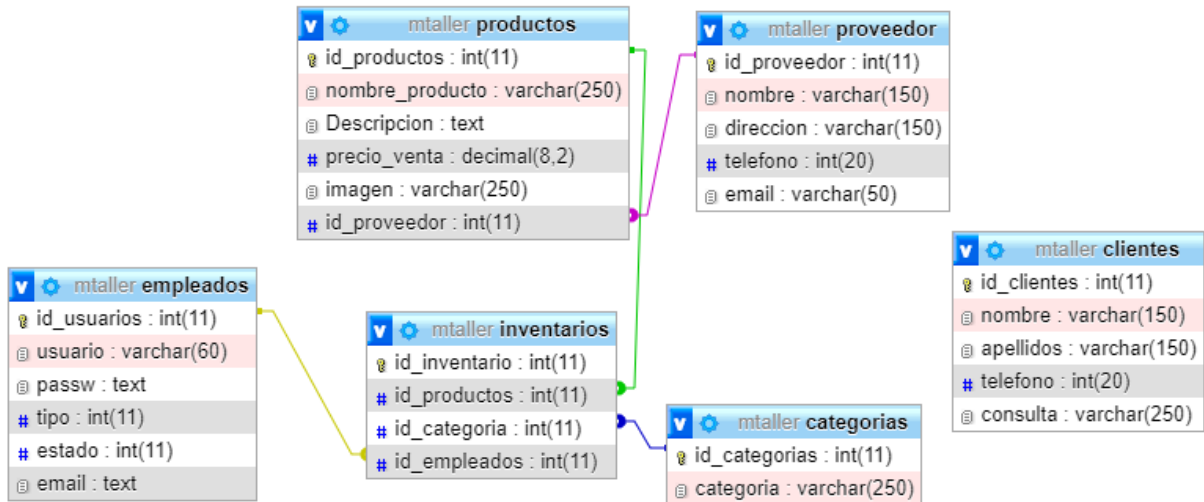 mtaller productos
id_productos : int(11)
nombre_producto : varchar(250)
Descripcion : text
# precio_venta : decimal(8,2)
imagen : varchar(250)
# id_proveedor : int(11)
v mtaller proveedor
id_proveedor : int(11)
nombre : varchar(150)
direccion : varchar(150)
# telefono : int(20)
email : varchar(50)
v mtaller clientes
id_clientes : int(11)
nombre : varchar(150)
apellidos : varchar(150)
# telefono : int(20)
consulta : varchar(250)
v mtaller empleados
id_usuarios : int(11)
usuario : varchar(60)
passw : text
# tipo : int(11)
# estado : int(11)
email : text
v mtaller inventarios
id_inventario : int(11)
# id_productos : int(11)
# id_categoria : int(11)
# id_empleados : int(11)
v mtaller categorias
id_categorias : int(11)
categoria : varchar(250)